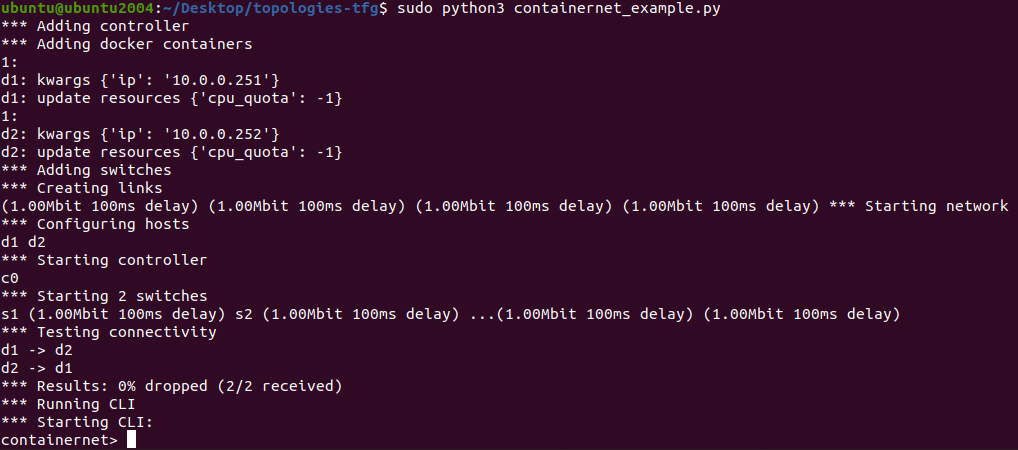 ubuntu@ubuntu2004:~/Desktop/topologies-tfg$ sudo python3 containernet_example.py
*** Adding controller
*** Adding docker containers
1:
d1: kwargs {'ip': '10.0.0.251'}
d1: update resources {'cpu_quota': -1}
1:
d2: kwargs {'ip': '10.0.0.252'}
d2: update resources {'cpu_quota': -1}
*** Adding switches
*** Creating links
(1.00Mbit 100ms delay) (1.00Mbit 100ms delay) (1.00Mbit 100ms delay) (1.00Mbit 100ms delay) *** Starting network
*** Configuring hosts
d1 d2
*** Starting controller
c0
*** Starting 2 switches
s1 (1.00Mbit 100ms delay) s2 (1.00Mbit 100ms delay) ...(1.00Mbit 100ms delay) (1.00Mbit 100ms delay)
*** Testing connectivity
d1 -> d2
d2 -> d1
*** Results: 0% dropped (2/2 received)
*** Running CLI
*** Starting CLI:
containernet>